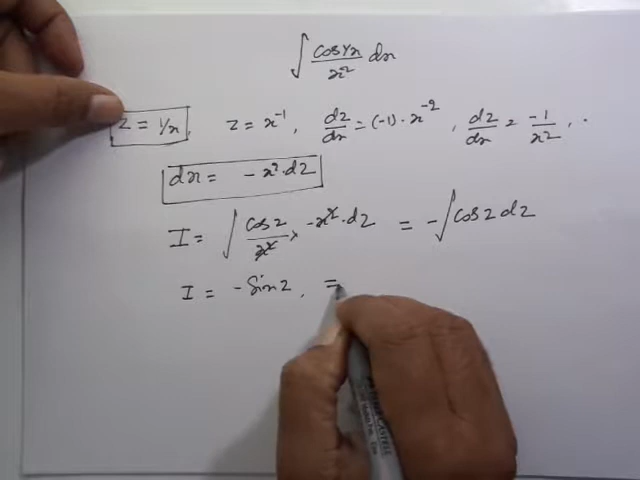 ∫ cos 1/x / x² dx
z = 1/x z = x⁻¹, dz/dx = (-1)·x⁻², dz/dx = -1/x²,.
dx = - x²·dz
I = ∫ cos z / x² × -x²·dz = -∫ cos z dz
I = - Sin z, =